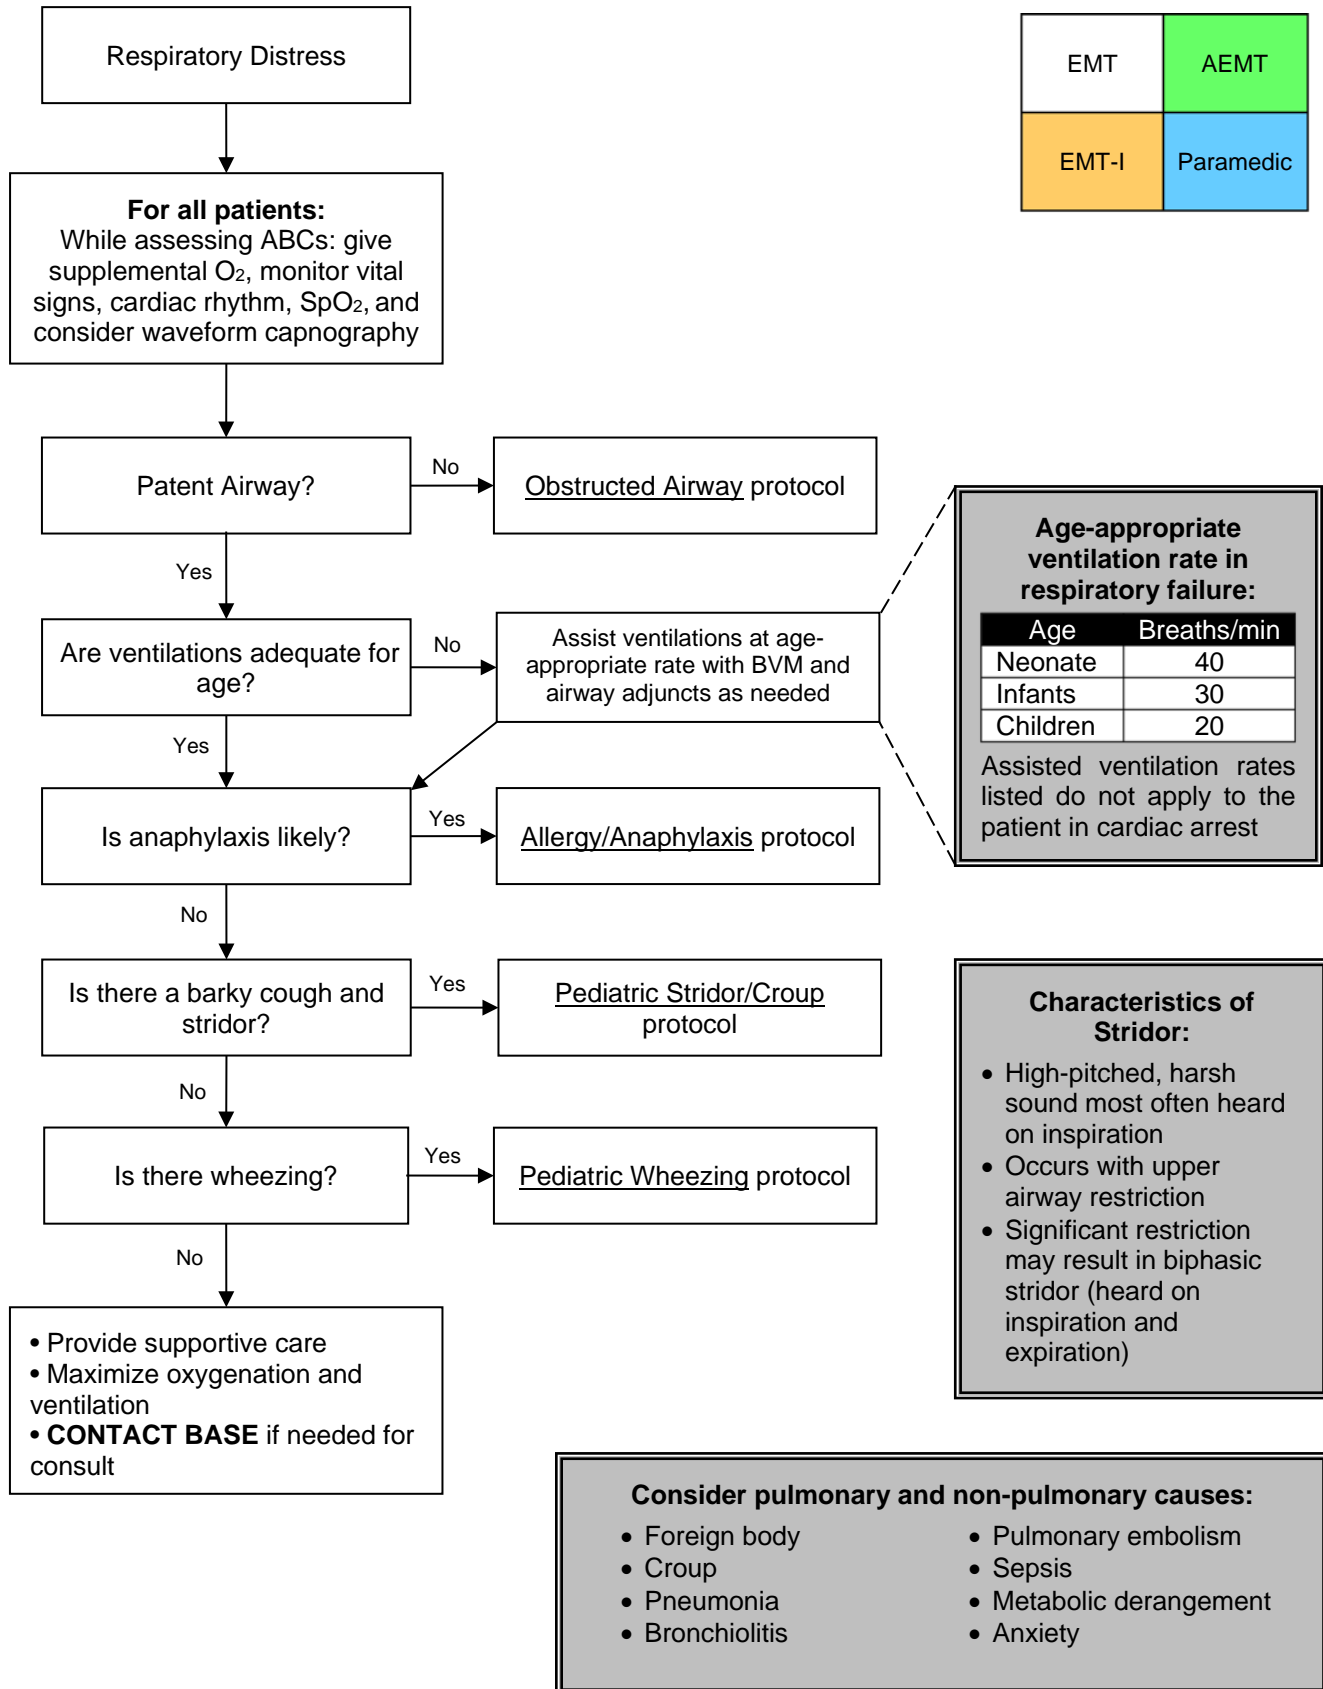 Respiratory Distress
EMT
AEMT
EMT-I
Paramedic
For all patients:
While assessing ABCs: give
supplemental O₂, monitor vital
signs, cardiac rhythm, SpO₂, and
consider waveform capnography
Patent Airway?
No
Obstructed Airway protocol
Yes
Are ventilations adequate for
age?
No
Assist ventilations at age-
appropriate rate with BVM and
airway adjuncts as needed
Age-appropriate
ventilation rate in
respiratory failure:
Age Breaths/min
Neonate 40
Infants 30
Children 20
Assisted ventilation rates
listed do not apply to the
patient in cardiac arrest
Yes
Is anaphylaxis likely?
Yes
Allergy/Anaphylaxis protocol
No
Is there a barky cough and
stridor?
Yes
Pediatric Stridor/Croup
protocol
No
Is there wheezing?
Yes
Pediatric Wheezing protocol
Characteristics of
Stridor:
• High-pitched, harsh
sound most often heard
on inspiration
• Occurs with upper
airway restriction
• Significant restriction
may result in biphasic
stridor (heard on
inspiration and
expiration)
No
• Provide supportive care
• Maximize oxygenation and
ventilation
• CONTACT BASE if needed for
consult
Consider pulmonary and non-pulmonary causes:
• Foreign body
• Croup
• Pneumonia
• Bronchiolitis
• Pulmonary embolism
• Sepsis
• Metabolic derangement
• Anxiety